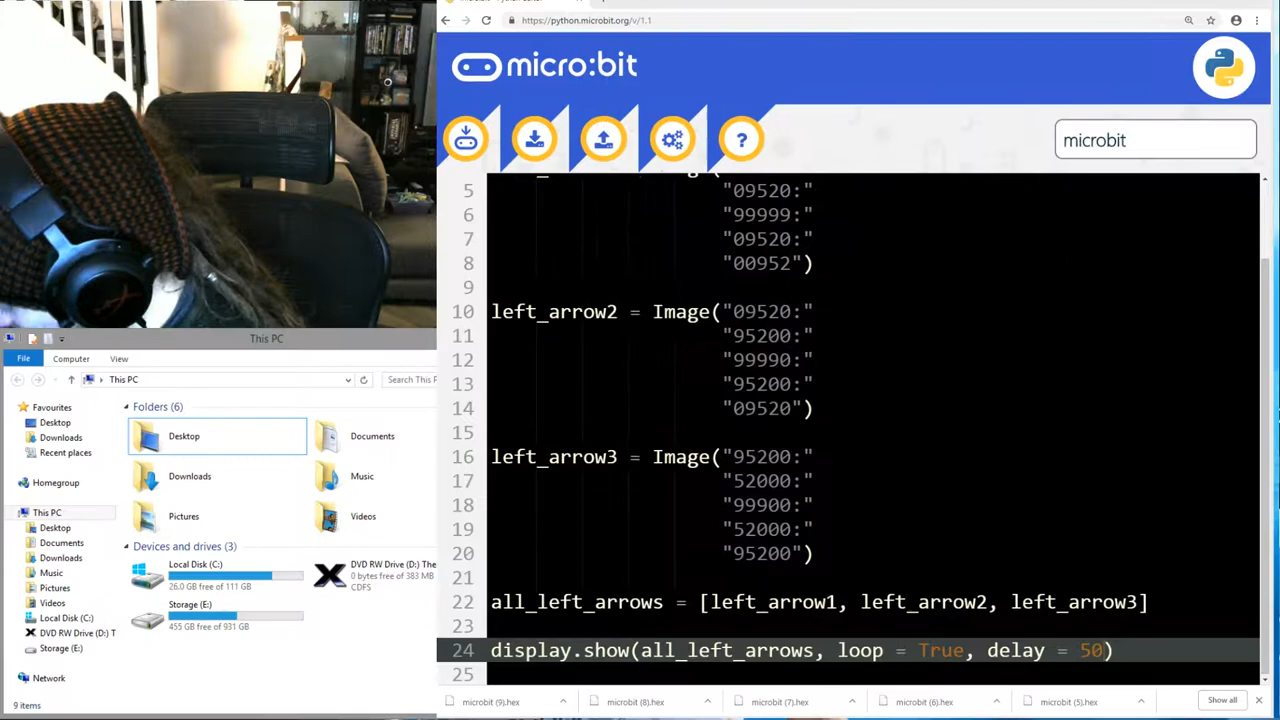 https://python.microbit.org/v/1.1
micro:bit
?
microbit
5 "09520:"
6 "99999:"
7 "09520:"
8 "00952")
9
10 left_arrow2 = Image("09520:"
11 "95200:"
12 "99990:"
13 "95200:"
14 "09520")
15
16 left_arrow3 = Image("95200:"
17 "52000:"
18 "99900:"
19 "52000:"
20 "95200")
21
22 all_left_arrows = [left_arrow1, left_arrow2, left_arrow3]
23
24 display.show(all_left_arrows, loop = True, delay = 50)
25
This PC
File Computer View
This PC
Search This P
Favourites
Desktop
Downloads
Recent places
Homegroup
This PC
Desktop
Documents
Downloads
Music
Pictures
Videos
Local Disk (C:)
DVD RW Drive (D:) T
Storage (E:)
Network
Folders (6)
Desktop
Documents
Downloads
Music
Pictures
Videos
Devices and drives (3)
Local Disk (C:)
26.0 GB free of 111 GB
DVD RW Drive (D:) The
0 bytes free of 383 MB
CDFS
Storage (E:)
455 GB free of 931 GB
9 items
microbit (9).hex
microbit (8).hex
microbit (7).hex
microbit (6).hex
microbit (5).hex
Show all